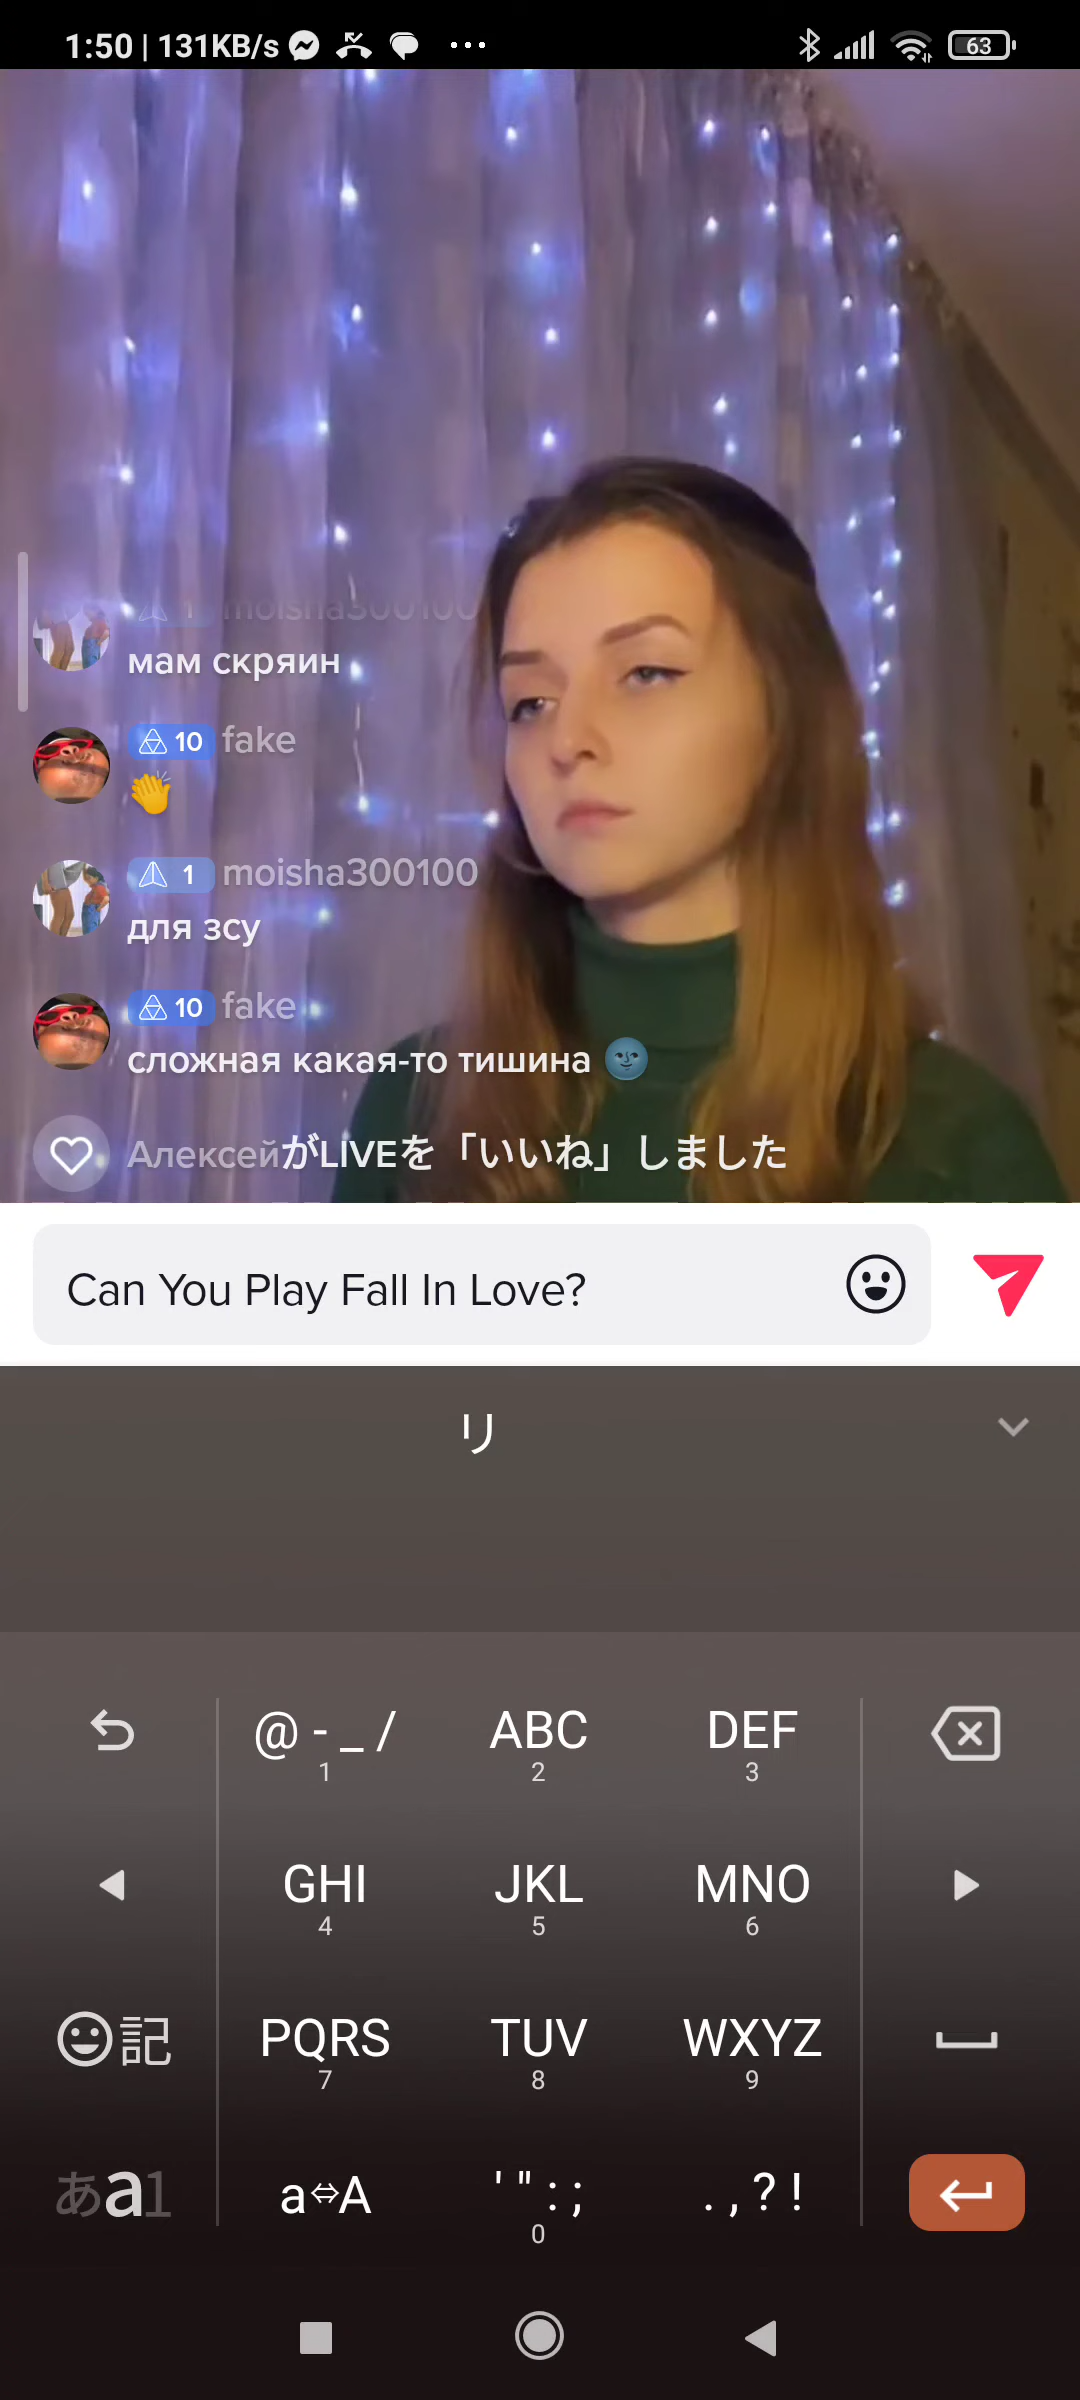 1:50 | 131KB/s ... 63
1 moisha300100
мам скряин
10 fake
👏
1 moisha300100
для зсу
10 fake
сложная какая-то тишина 🌚
АлексейがLIVEを「いいね」しました
Can You Play Fall In Love?
リ
@ - _ / ABC DEF
1 2 3
GHI JKL MNO
4 5 6
記 PQRS TUV WXYZ
7 8 9
あa1 a⇔A ' " : ; . , ? !
0